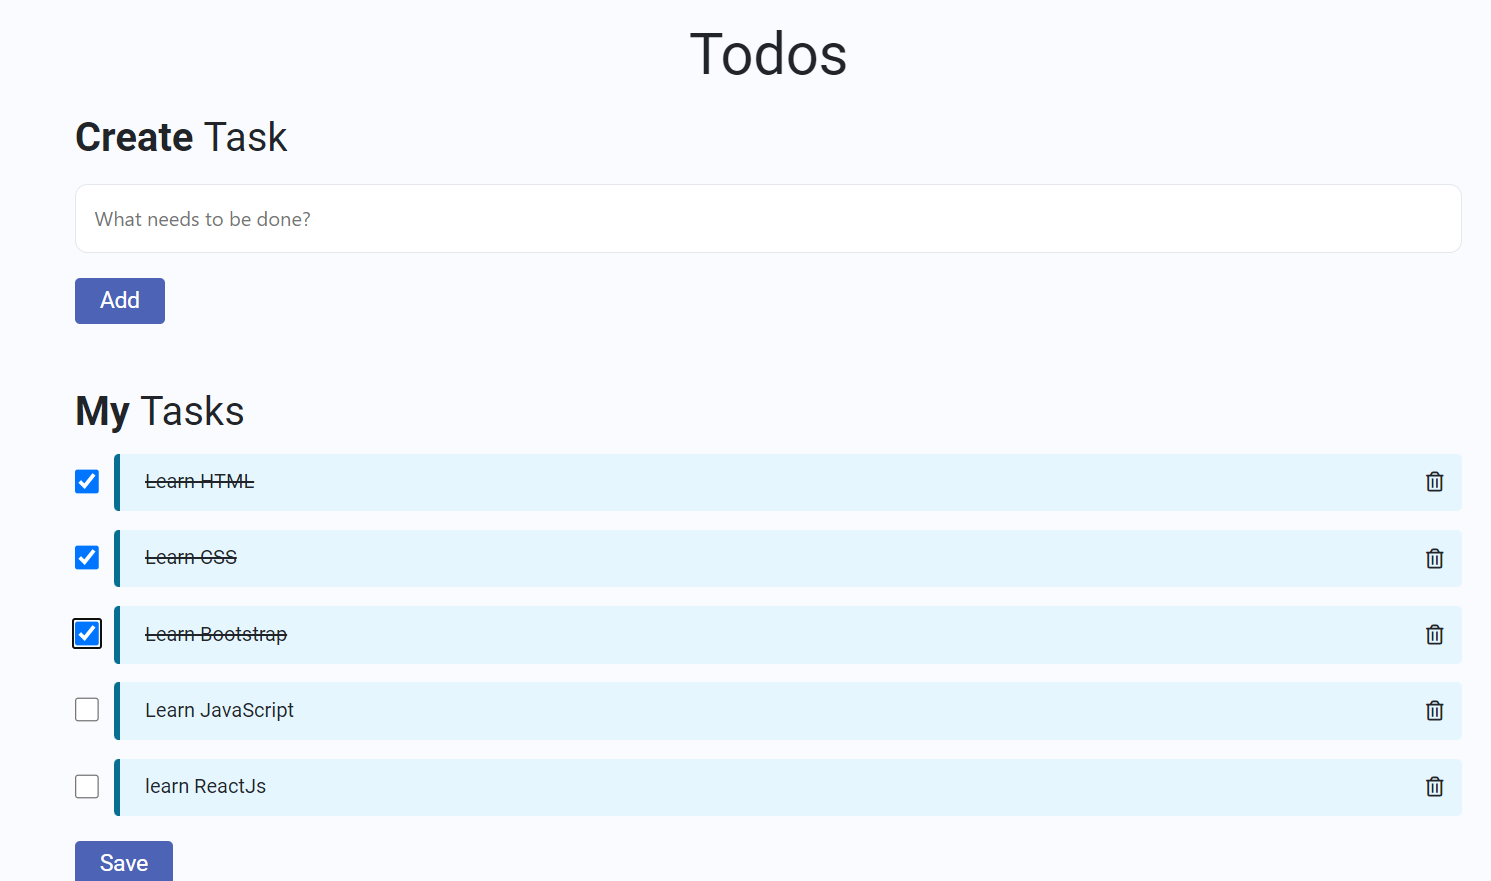 Todos
Create Task
What needs to be done?
Add
My Tasks
Learn HTML
Learn CSS
Learn Bootstrap
Learn JavaScript
learn ReactJs
Save